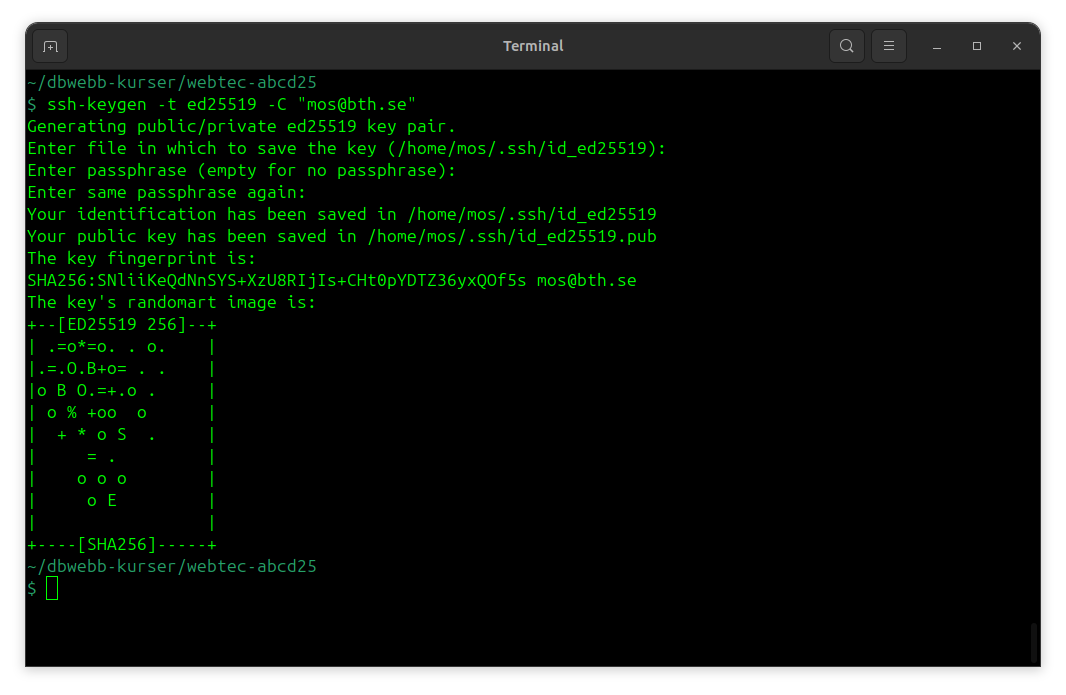 Terminal
~/dbwebb-kurser/webtec-abcd25
$ ssh-keygen -t ed25519 -C "mos@bth.se"
Generating public/private ed25519 key pair.
Enter file in which to save the key (/home/mos/.ssh/id_ed25519):
Enter passphrase (empty for no passphrase):
Enter same passphrase again:
Your identification has been saved in /home/mos/.ssh/id_ed25519
Your public key has been saved in /home/mos/.ssh/id_ed25519.pub
The key fingerprint is:
SHA256:SNliiKeQdNnSYS+XzU8RIjIs+CHt0pYDTZ36yxQOf5s mos@bth.se
The key's randomart image is:
+--[ED25519 256]--+
| .=o*=o. . o.    |
|.=.O.B+o= . .    |
|o B O.=+.o .     |
| o % +oo  o      |
|  + * o S  .     |
|     = .         |
|    o o o        |
|     o E         |
|                 |
+----[SHA256]-----+
~/dbwebb-kurser/webtec-abcd25
$